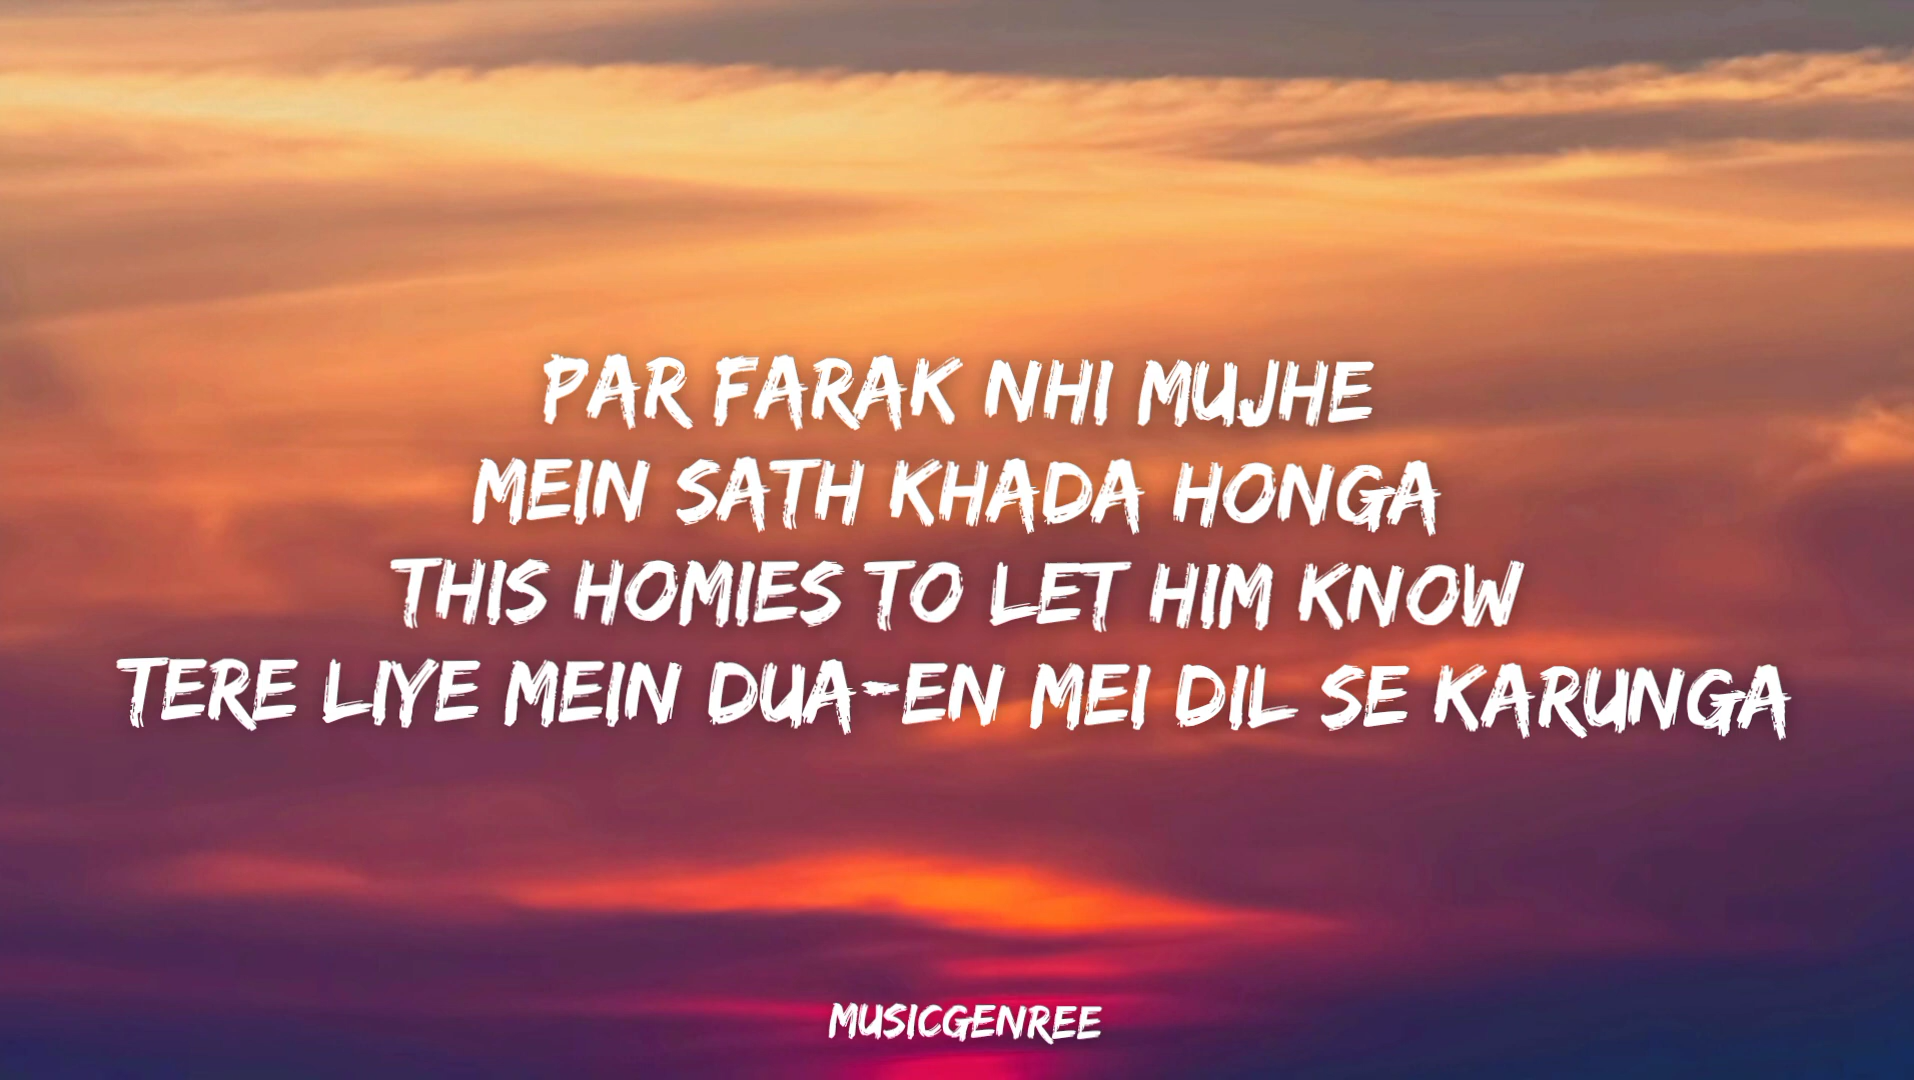 PAR FARAK NHI MUJHE
MEIN SATH KHADA HONGA
THIS HOMIES TO LET HIM KNOW
TERE LIYE MEIN DUA-EN MEI DIL SE KARUNGA
MUSICGENREE